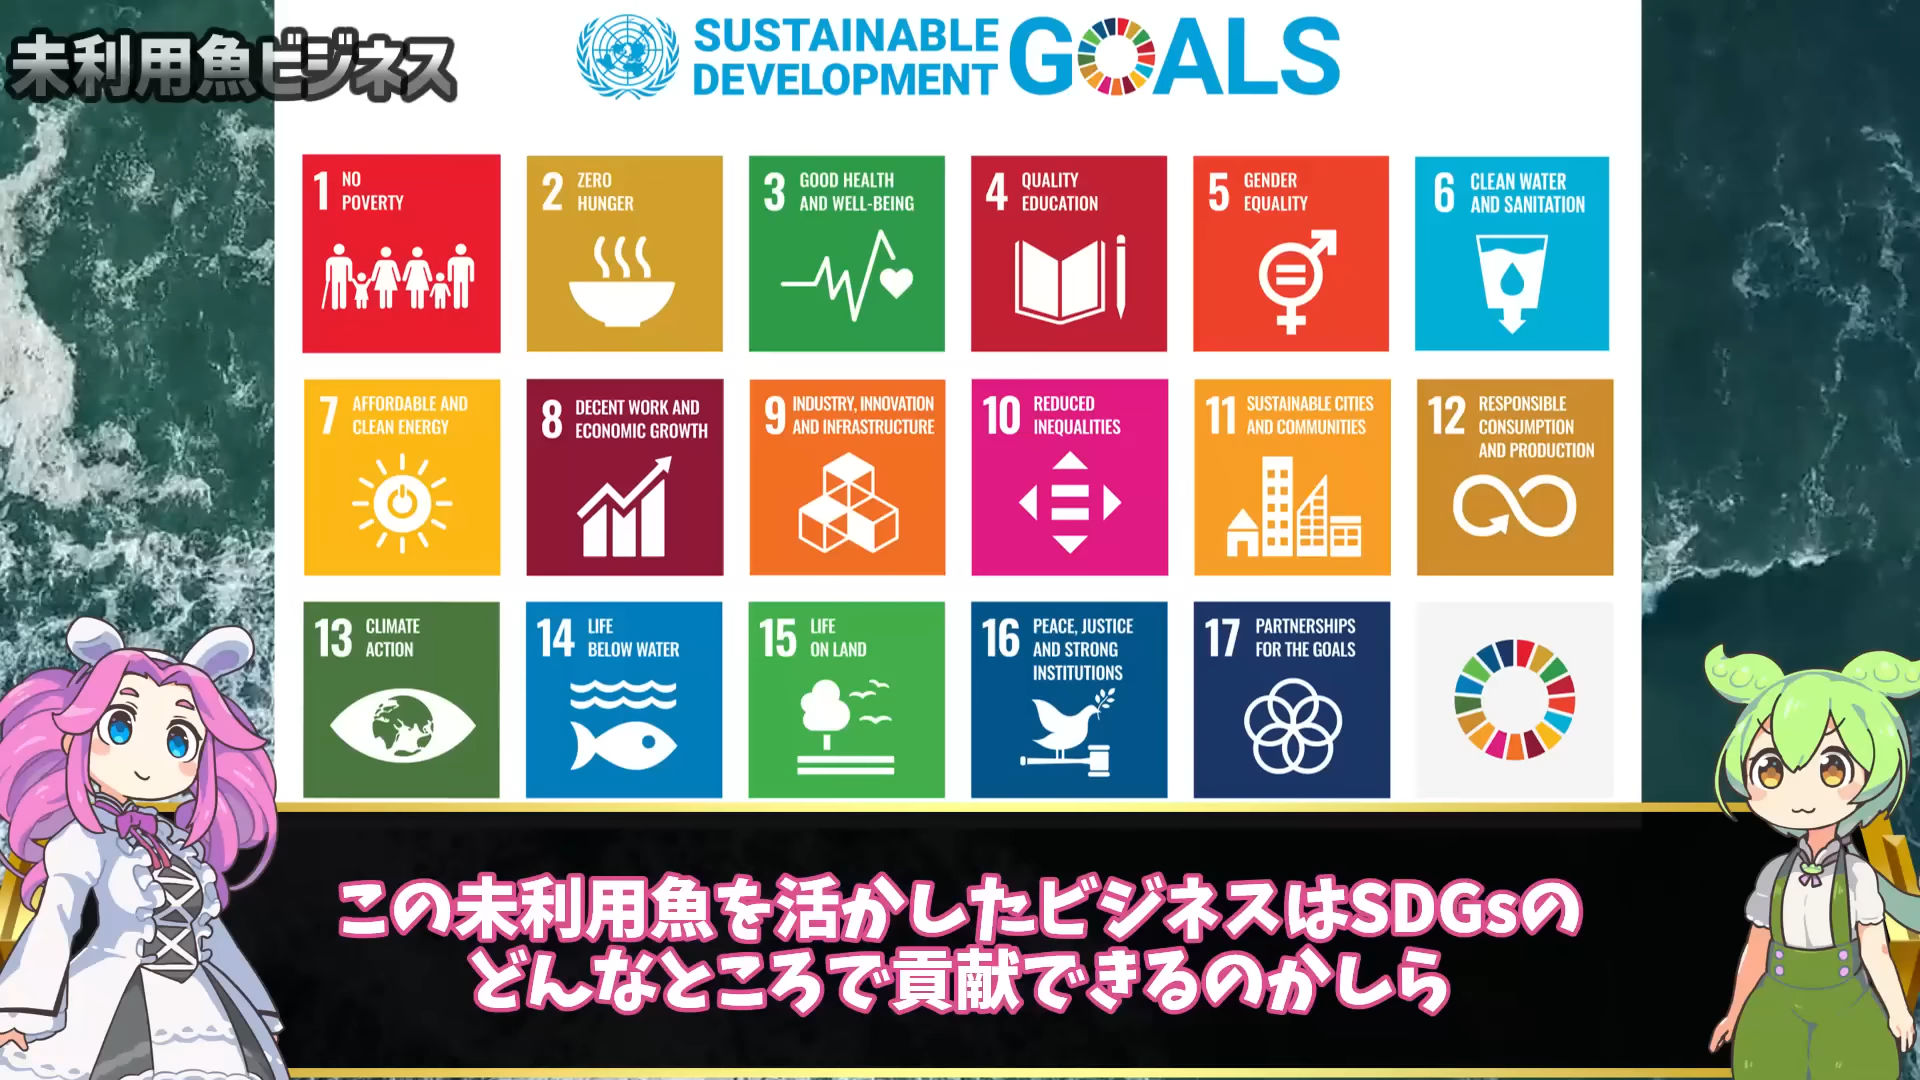 未利用魚ビジネス
SUSTAINABLE
DEVELOPMENT
GOALS
1 NO
POVERTY
2 ZERO
HUNGER
3 GOOD HEALTH
AND WELL-BEING
4 QUALITY
EDUCATION
5 GENDER
EQUALITY
6 CLEAN WATER
AND SANITATION
7 AFFORDABLE AND
CLEAN ENERGY
8 DECENT WORK AND
ECONOMIC GROWTH
9 INDUSTRY, INNOVATION
AND INFRASTRUCTURE
10 REDUCED
INEQUALITIES
11 SUSTAINABLE CITIES
AND COMMUNITIES
12 RESPONSIBLE
CONSUMPTION
AND PRODUCTION
13 CLIMATE
ACTION
14 LIFE
BELOW WATER
15 LIFE
ON LAND
16 PEACE, JUSTICE
AND STRONG
INSTITUTIONS
17 PARTNERSHIPS
FOR THE GOALS
この未利用魚を活かしたビジネスはSDGsの
どんなところで貢献できるのかしら